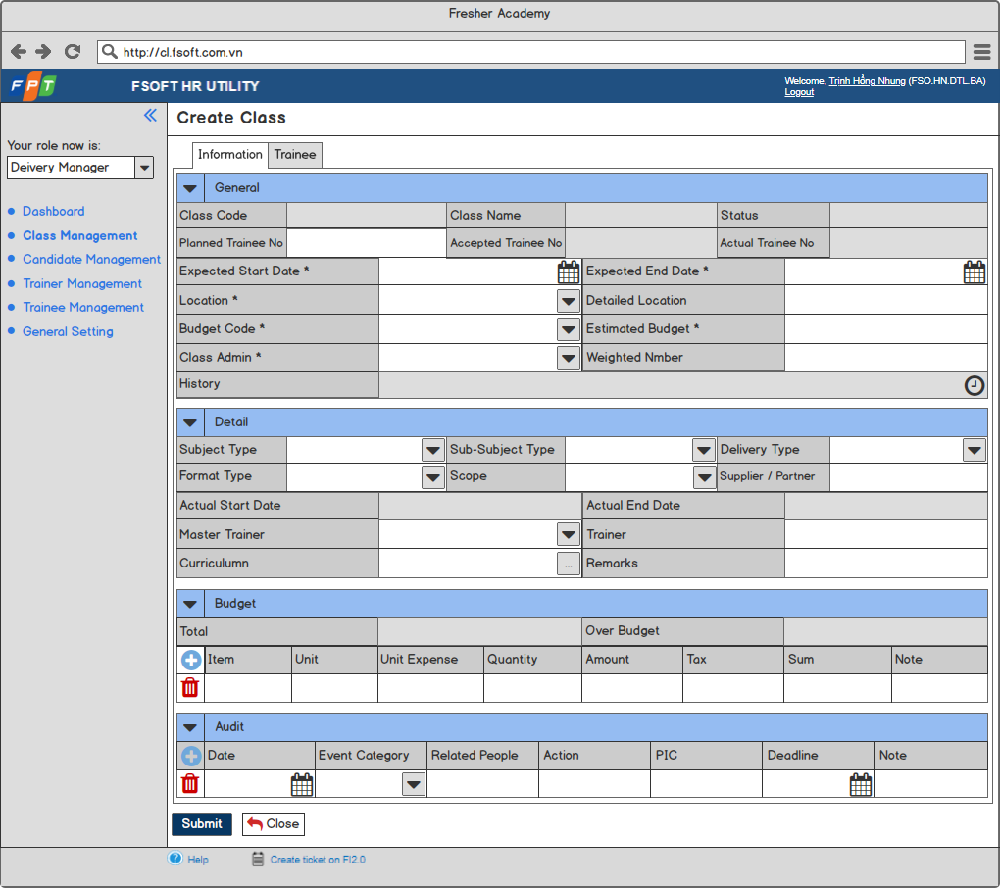 Fresher Academy
http://cl.fsoft.com.vn
FPT FSOFT HR UTILITY Welcome, Trịnh Hồng Nhung (FSO.HN.DTL.BA)
Logout
Create Class
Your role now is:
Deivery Manager
Dashboard
Class Management
Candidate Management
Trainer Management
Trainee Management
General Setting
Information Trainee
General
Class Code Class Name Status
Planned Trainee No Accepted Trainee No Actual Trainee No
Expected Start Date * Expected End Date *
Location * Detailed Location
Budget Code * Estimated Budget *
Class Admin * Weighted Nmber
History
Detail
Subject Type Sub-Subject Type Delivery Type
Format Type Scope Supplier / Partner
Actual Start Date Actual End Date
Master Trainer Trainer
Curriculumn ... Remarks
Budget
Total Over Budget
Item Unit Unit Expense Quantity Amount Tax Sum Note
Audit
Date Event Category Related People Action PIC Deadline Note
Submit Close
Help Create ticket on FI2.0